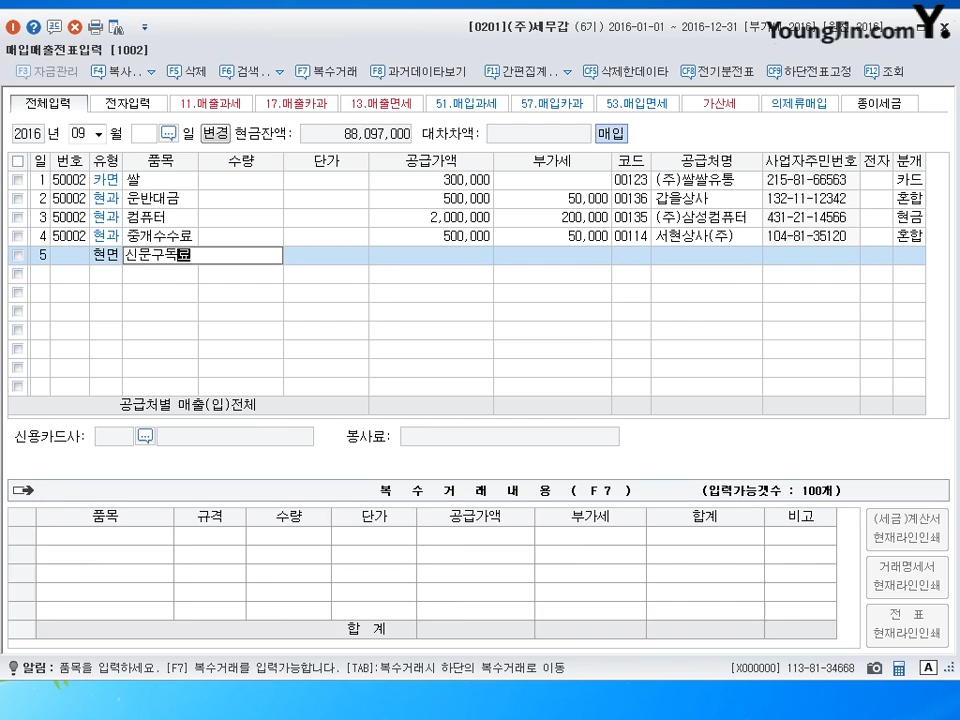 [0201](주)세무갑 (6기) 2016-01-01 ~ 2016-12-31 [부가세 2016]
YoungJin.com Y.
매입매출전표입력 [1002]
F3 자금관리 F4 복사.. F5 삭제 F6 검색.. F7 복수거래 F8 과거데이타보기 F11 간편집계.. CF5 삭제한데이타 CF8 전기분전표 CF9 하단전표고정 F12 조회
전체입력 전자입력 11.매출과세 17.매출카과 13.매출면세 51.매입과세 57.매입카과 53.매입면세 가산세 의제류매입 종이세금
2016 년 09 월 일 변경 현금잔액: 88,097,000 대차차액: 매입
일 번호 유형 품목 수량 단가 공급가액 부가세 코드 공급처명 사업자주민번호 전자 분개
1 50002 카면 쌀 300,000 00123 (주)쌀쌀유통 215-81-66563 카드
2 50002 현과 운반대금 500,000 50,000 00136 갑을상사 132-11-12342 혼합
3 50002 현과 컴퓨터 2,000,000 200,000 00135 (주)삼성컴퓨터 431-21-14566 현금
4 50002 현과 중개수수료 500,000 50,000 00114 서현상사(주) 104-81-35120 혼합
5 현면 신문구독료
공급처별 매출(입)전체
신용카드사: 봉사료:
복 수 거 래 내 용 ( F 7 ) (입력가능갯수 : 100개)
품목 규격 수량 단가 공급가액 부가세 합계 비고
합 계
(세금)계산서
현재라인인쇄
거래명세서
현재라인인쇄
전 표
현재라인인쇄
알림 : 품목을 입력하세요. [F7] 복수거래를 입력가능합니다. [TAB]:복수거래시 하단의 복수거래로 이동 [X000000] 113-81-34668 A